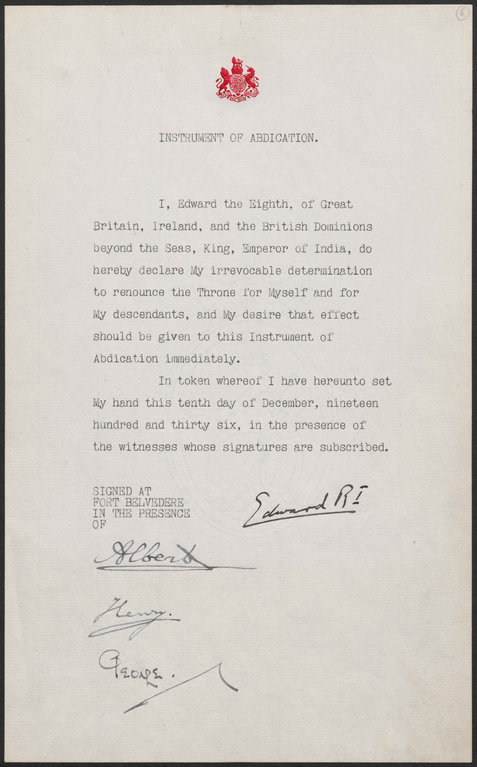 6
INSTRUMENT OF ABDICATION.
I, Edward the Eighth, of Great
Britain, Ireland, and the British Dominions
beyond the Seas, King, Emperor of India, do
hereby declare My irrevocable determination
to renounce the Throne for Myself and for
My descendants, and My desire that effect
should be given to this Instrument of
Abdication immediately.
In token whereof I have hereunto set
My hand this tenth day of December, nineteen
hundred and thirty six, in the presence of
the witnesses whose signatures are subscribed.
SIGNED AT
FORT BELVEDERE
IN THE PRESENCE
OF
Edward RI
Albert
Henry.
George.